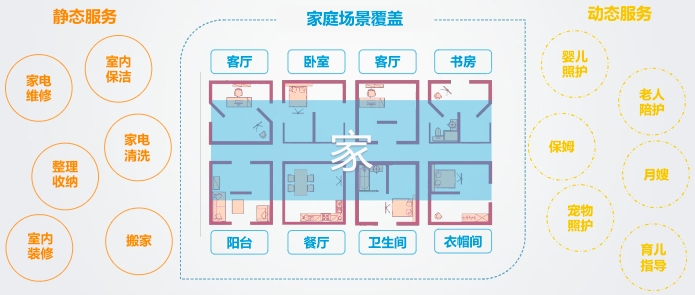 静态服务
家电
维修
室内
保洁
家电
清洗
整理
收纳
室内
装修
搬家
家庭场景覆盖
客厅
卧室
客厅
书房
家
阳台
餐厅
卫生间
衣帽间
动态服务
婴儿
照护
老人
陪护
保姆
月嫂
宠物
照护
育儿
指导